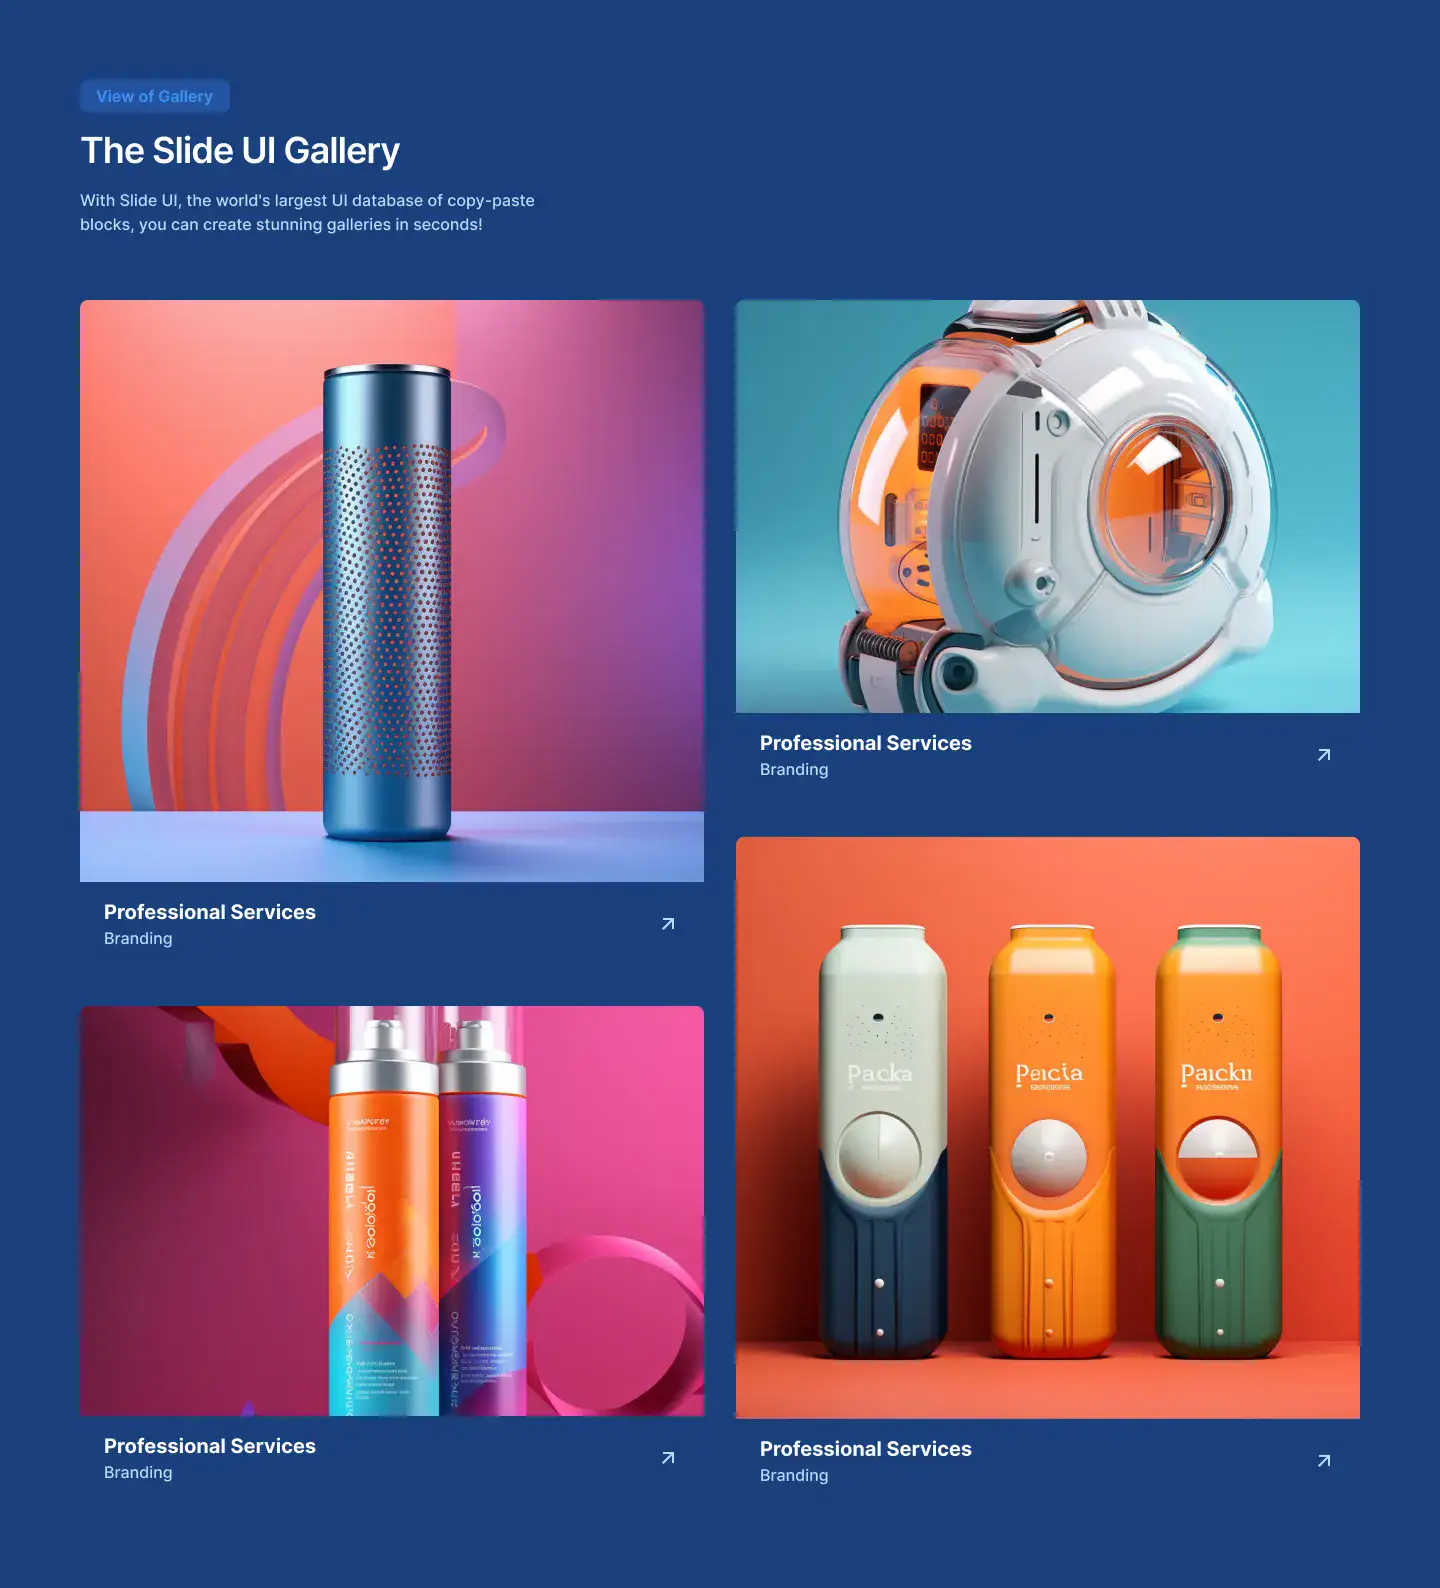 View of Gallery
The Slide UI Gallery
With Slide UI, the world's largest UI database of copy-paste
blocks, you can create stunning galleries in seconds!
Professional Services
Branding
Professional Services
Branding
Packa
Peicia
Paicku
Professional Services
Branding
Professional Services
Branding